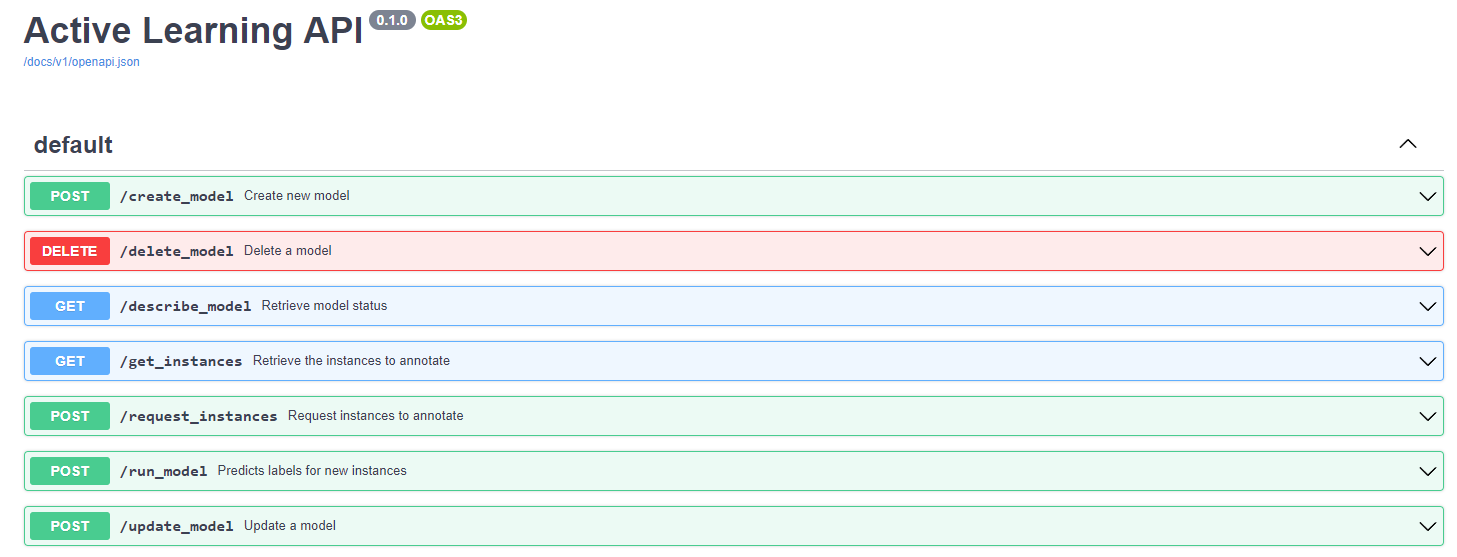 Active Learning API 0.1.0 OAS3
/docs/v1/openapi.json
default
POST /create_model Create new model
DELETE /delete_model Delete a model
GET /describe_model Retrieve model status
GET /get_instances Retrieve the instances to annotate
POST /request_instances Request instances to annotate
POST /run_model Predicts labels for new instances
POST /update_model Update a model